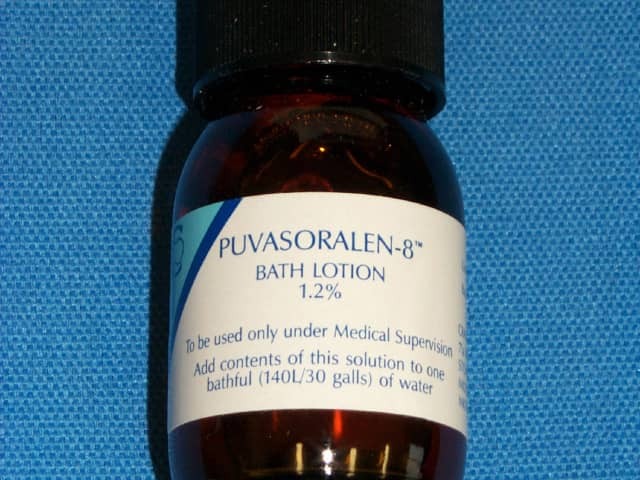 PUVASORALEN-8™
BATH LOTION
1.2%
To be used only under Medical Supervision
Add contents of this solution to one
bathful (140L/30 galls) of water